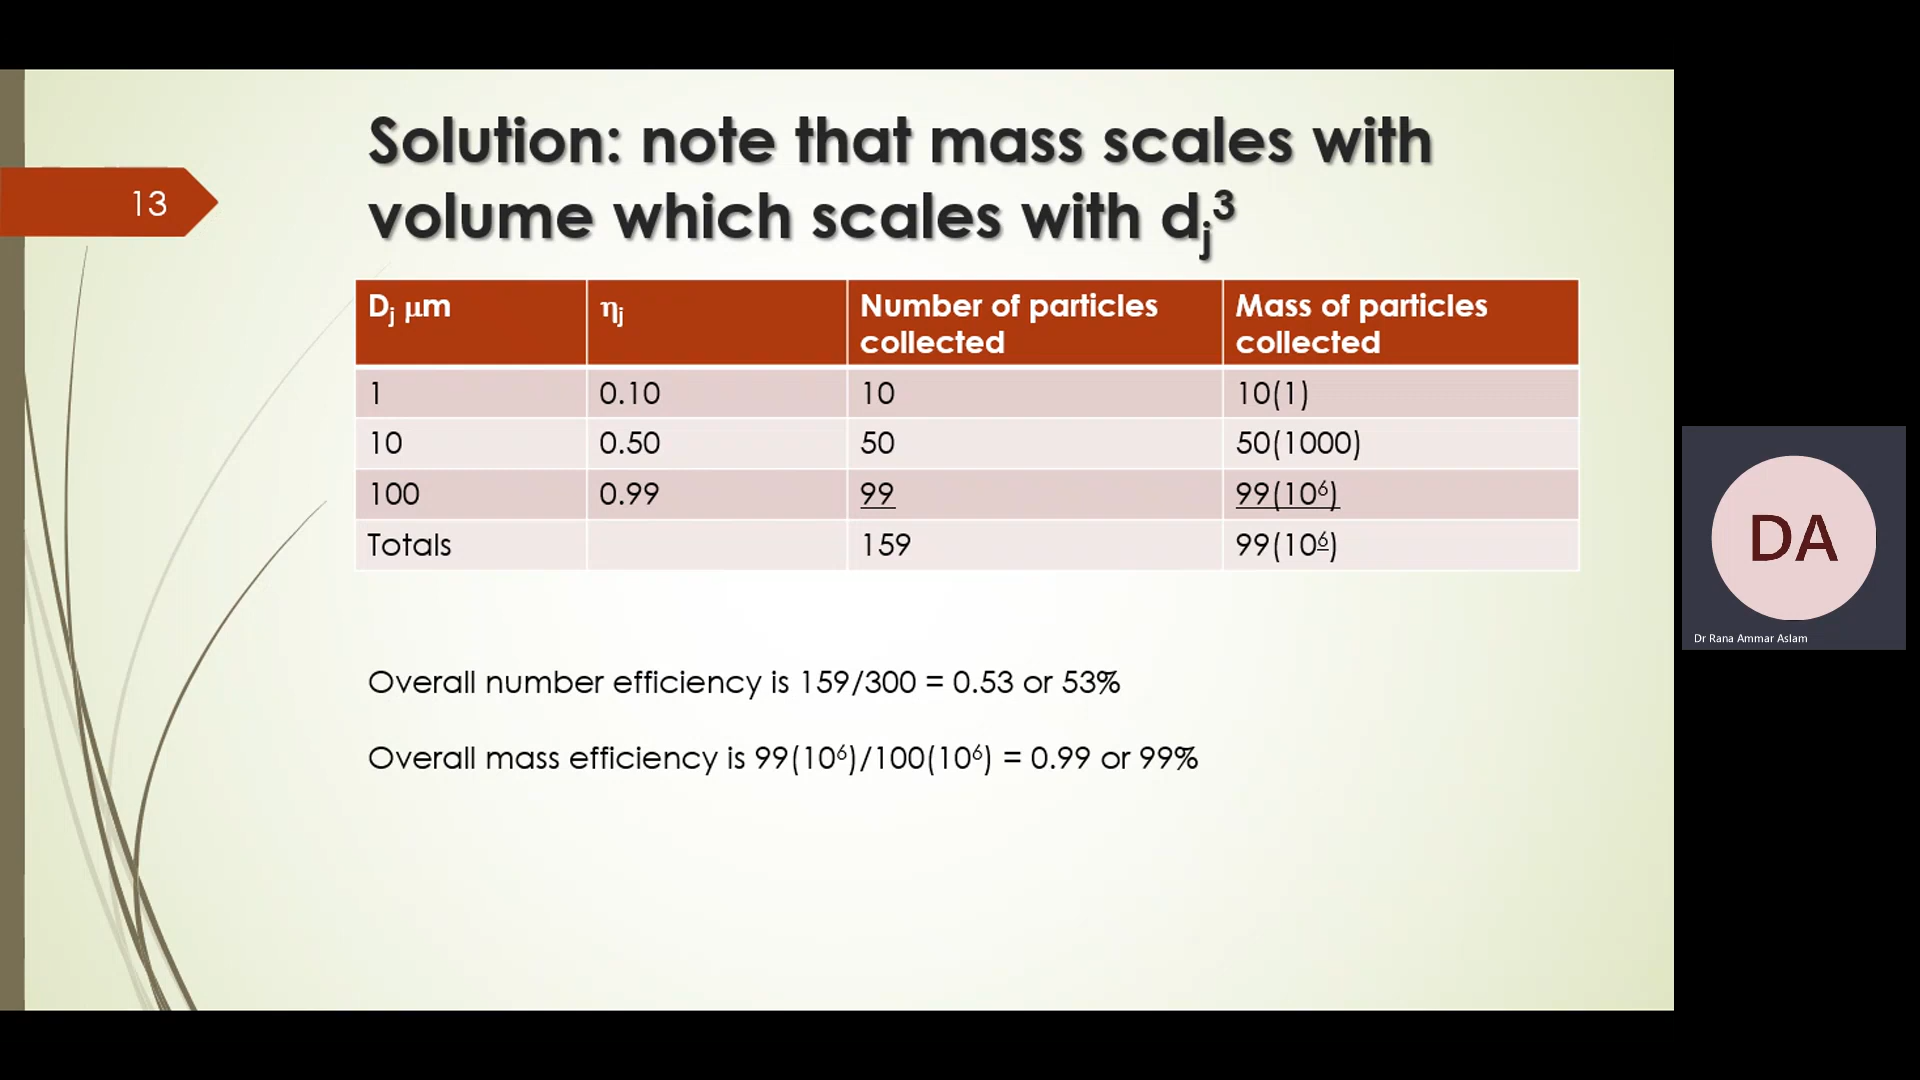 Solution: note that mass scales with
volume which scales with dⱼ³
13
Dⱼ μm ηⱼ Number of particles collected Mass of particles collected
1 0.10 10 10(1)
10 0.50 50 50(1000)
100 0.99 99 99(10⁶)
Totals 159 99(10⁶)
Overall number efficiency is 159/300 = 0.53 or 53%
Overall mass efficiency is 99(10⁶)/100(10⁶) = 0.99 or 99%
DA
Dr Rana Ammar Aslam